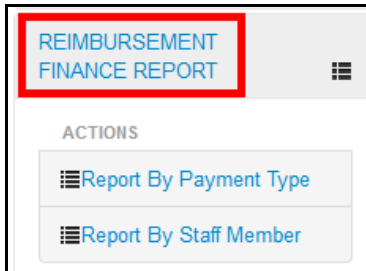 REIMBURSEMENT
FINANCE REPORT
ACTIONS
Report By Payment Type
Report By Staff Member